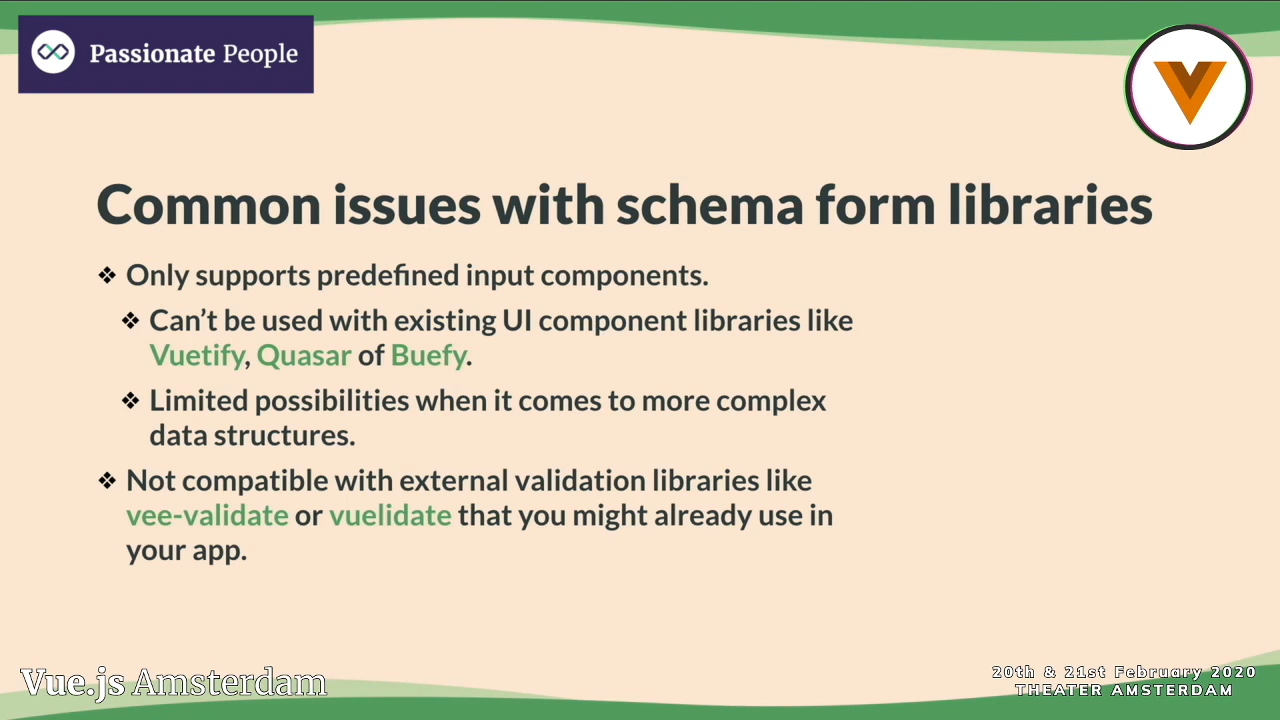 Passionate People
Common issues with schema form libraries
❖ Only supports predefined input components.
❖ Can’t be used with existing UI component libraries like
Vuetify, Quasar of Buefy.
❖ Limited possibilities when it comes to more complex
data structures.
❖ Not compatible with external validation libraries like
vee-validate or vuelidate that you might already use in
your app.
Vue.js Amsterdam
20th & 21st February 2020
THEATER AMSTERDAM